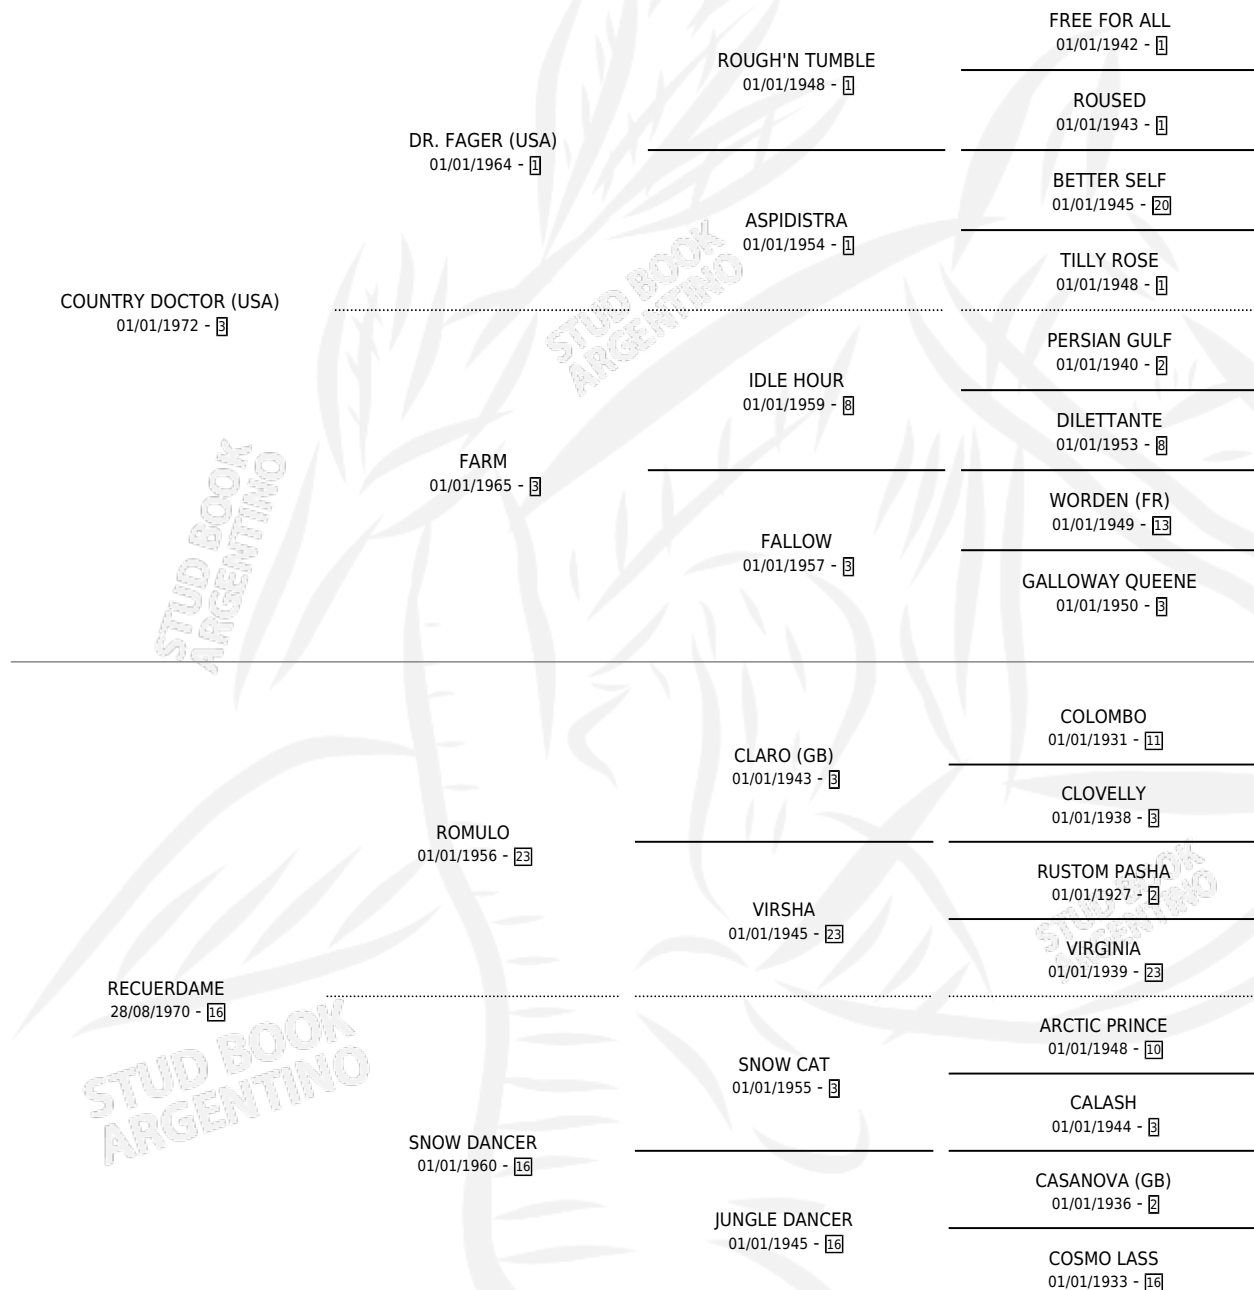 FREE FOR ALL
01/01/1942 - 1
ROUGH'N TUMBLE
01/01/1948 - 1
ROUSED
01/01/1943 - 1
DR. FAGER (USA)
01/01/1964 - 1
BETTER SELF
01/01/1945 - 20
ASPIDISTRA
01/01/1954 - 1
TILLY ROSE
01/01/1948 - 1
COUNTRY DOCTOR (USA)
01/01/1972 - 3
PERSIAN GULF
01/01/1940 - 2
IDLE HOUR
01/01/1959 - 8
DILETTANTE
01/01/1953 - 8
FARM
01/01/1965 - 3
WORDEN (FR)
01/01/1949 - 13
FALLOW
01/01/1957 - 3
GALLOWAY QUEENE
01/01/1950 - 3
COLOMBO
01/01/1931 - 11
CLARO (GB)
01/01/1943 - 3
CLOVELLY
01/01/1938 - 3
ROMULO
01/01/1956 - 23
RUSTOM PASHA
01/01/1927 - 2
VIRSHA
01/01/1945 - 23
VIRGINIA
01/01/1939 - 23
RECUERDAME
28/08/1970 - 16
ARCTIC PRINCE
01/01/1948 - 10
SNOW CAT
01/01/1955 - 3
CALASH
01/01/1944 - 3
SNOW DANCER
01/01/1960 - 16
CASANOVA (GB)
01/01/1936 - 2
JUNGLE DANCER
01/01/1945 - 16
COSMO LASS
01/01/1933 - 16
STUD BOOK
ARGENTINO
STUD BOOK
ARGENTINO
STUD BOOK
ARGENTINO
STUD BOOK
ARGENTINO